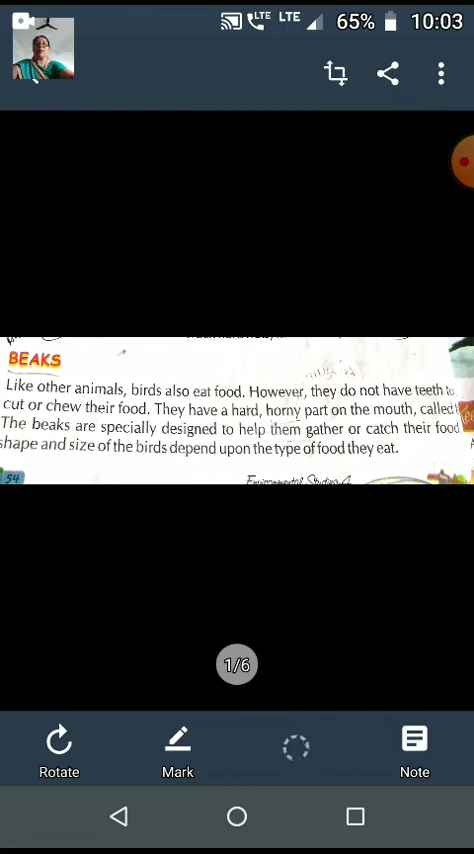 LTE LTE 65% 10:03
BEAKS
Like other animals, birds also eat food. However, they do not have teeth to
cut or chew their food. They have a hard, horny part on the mouth, called
The beaks are specially designed to help them gather or catch their food
shape and size of the birds depend upon the type of food they eat.
54
Environmental Studies-4
1/6
Rotate Mark Note